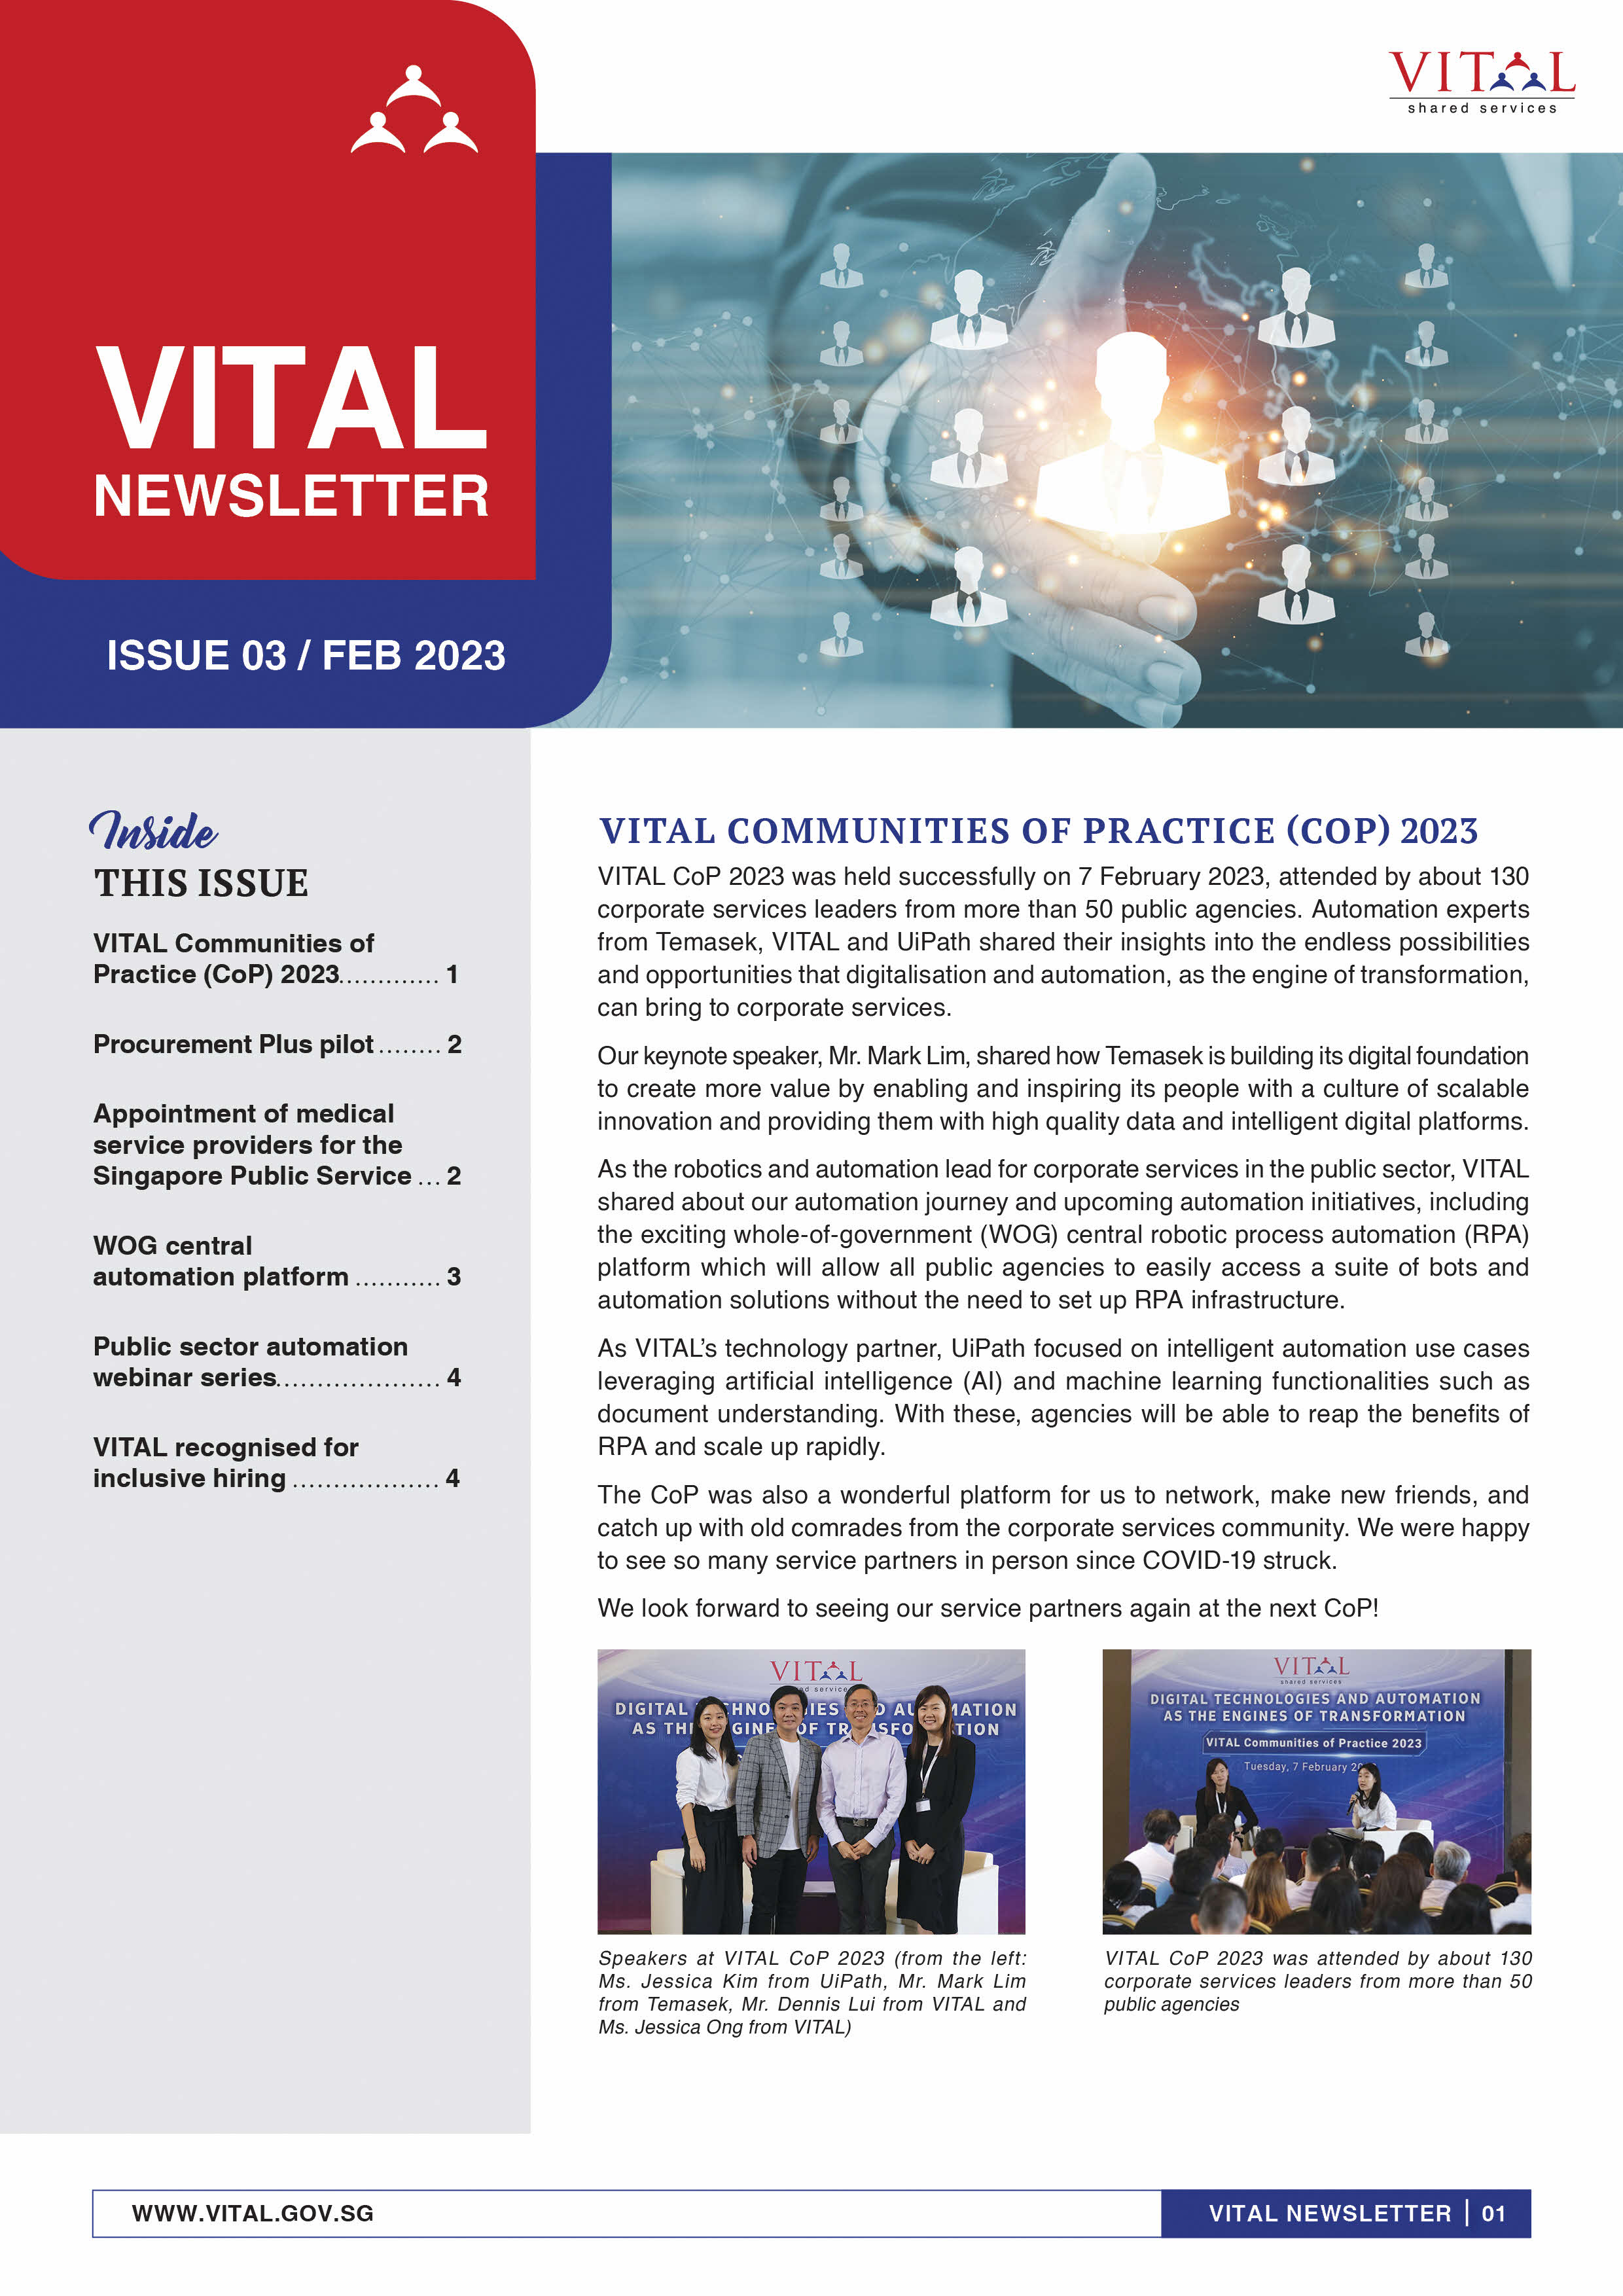 VITAL
shared services
VITAL
NEWSLETTER
ISSUE 03 / FEB 2023
Inside
THIS ISSUE
VITAL Communities of
Practice (CoP) 2023............. 1
Procurement Plus pilot ........ 2
Appointment of medical
service providers for the
Singapore Public Service ... 2
WOG central
automation platform ........... 3
Public sector automation
webinar series.................... 4
VITAL recognised for
inclusive hiring .................. 4
VITAL COMMUNITIES OF PRACTICE (COP) 2023
VITAL CoP 2023 was held successfully on 7 February 2023, attended by about 130
corporate services leaders from more than 50 public agencies. Automation experts
from Temasek, VITAL and UiPath shared their insights into the endless possibilities
and opportunities that digitalisation and automation, as the engine of transformation,
can bring to corporate services.
Our keynote speaker, Mr. Mark Lim, shared how Temasek is building its digital foundation
to create more value by enabling and inspiring its people with a culture of scalable
innovation and providing them with high quality data and intelligent digital platforms.
As the robotics and automation lead for corporate services in the public sector, VITAL
shared about our automation journey and upcoming automation initiatives, including
the exciting whole-of-government (WOG) central robotic process automation (RPA)
platform which will allow all public agencies to easily access a suite of bots and
automation solutions without the need to set up RPA infrastructure.
As VITAL's technology partner, UiPath focused on intelligent automation use cases
leveraging artificial intelligence (AI) and machine learning functionalities such as
document understanding. With these, agencies will be able to reap the benefits of
RPA and scale up rapidly.
The CoP was also a wonderful platform for us to network, make new friends, and
catch up with old comrades from the corporate services community. We were happy
to see so many service partners in person since COVID-19 struck.
We look forward to seeing our service partners again at the next CoP!
VITAL
DIGITAL
AS
OF
VITAL
shared services
DIGITAL TECHNOLOGIES AND AUTOMATION
AS THE ENGINES OF TRANSFORMATION
VITAL Communities of Practice 2023
Tuesday, 7 February
Speakers at VITAL CoP 2023 (from the left:
Ms. Jessica Kim from UiPath, Mr. Mark Lim
from Temasek, Mr. Dennis Lui from VITAL and
Ms. Jessica Ong from VITAL)
VITAL CoP 2023 was attended by about 130
corporate services leaders from more than 50
public agencies
WWW.VITAL.GOV.SG
VITAL NEWSLETTER | 01